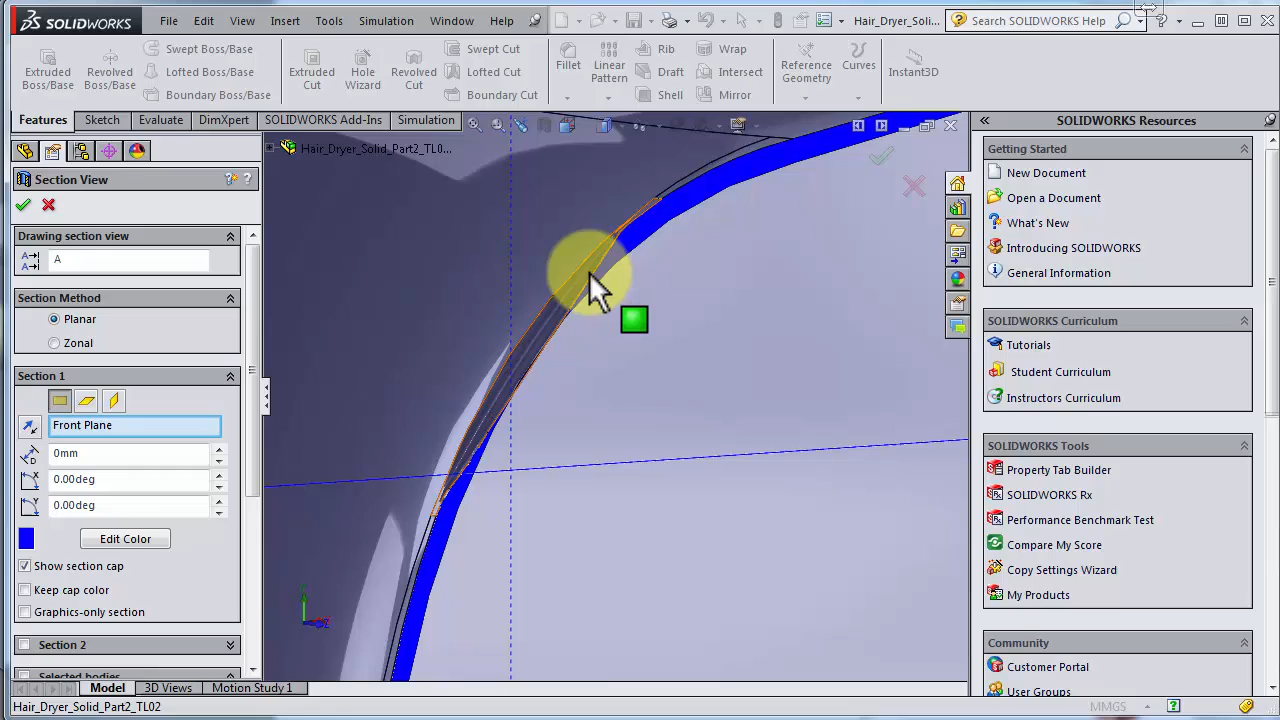 SOLIDWORKS File Edit View Insert Tools Simulation Window Help Hair_Dryer_Soli... Search SOLIDWORKS Help
Extruded Boss/Base
Revolved Boss/Base
Swept Boss/Base
Lofted Boss/Base
Boundary Boss/Base
Extruded Cut
Hole Wizard
Revolved Cut
Swept Cut
Lofted Cut
Boundary Cut
Fillet
Linear Pattern
Rib
Draft
Shell
Wrap
Intersect
Mirror
Reference Geometry
Curves
Instant3D
Features Sketch Evaluate DimXpert SOLIDWORKS Add-Ins Simulation
Hair_Dryer_Solid_Part2_TL0...
Section View
Drawing section view
A
Section Method
Planar
Zonal
Section 1
Front Plane
0mm
0.00deg
0.00deg
Edit Color
Show section cap
Keep cap color
Graphics-only section
Section 2
Selected bodies
SOLIDWORKS Resources
Getting Started
New Document
Open a Document
What's New
Introducing SOLIDWORKS
General Information
SOLIDWORKS Curriculum
Tutorials
Student Curriculum
Instructors Curriculum
SOLIDWORKS Tools
Property Tab Builder
SOLIDWORKS Rx
Performance Benchmark Test
Compare My Score
Copy Settings Wizard
My Products
Community
Customer Portal
User Groups
Model 3D Views Motion Study 1
Hair_Dryer_Solid_Part2_TL02 MMGS